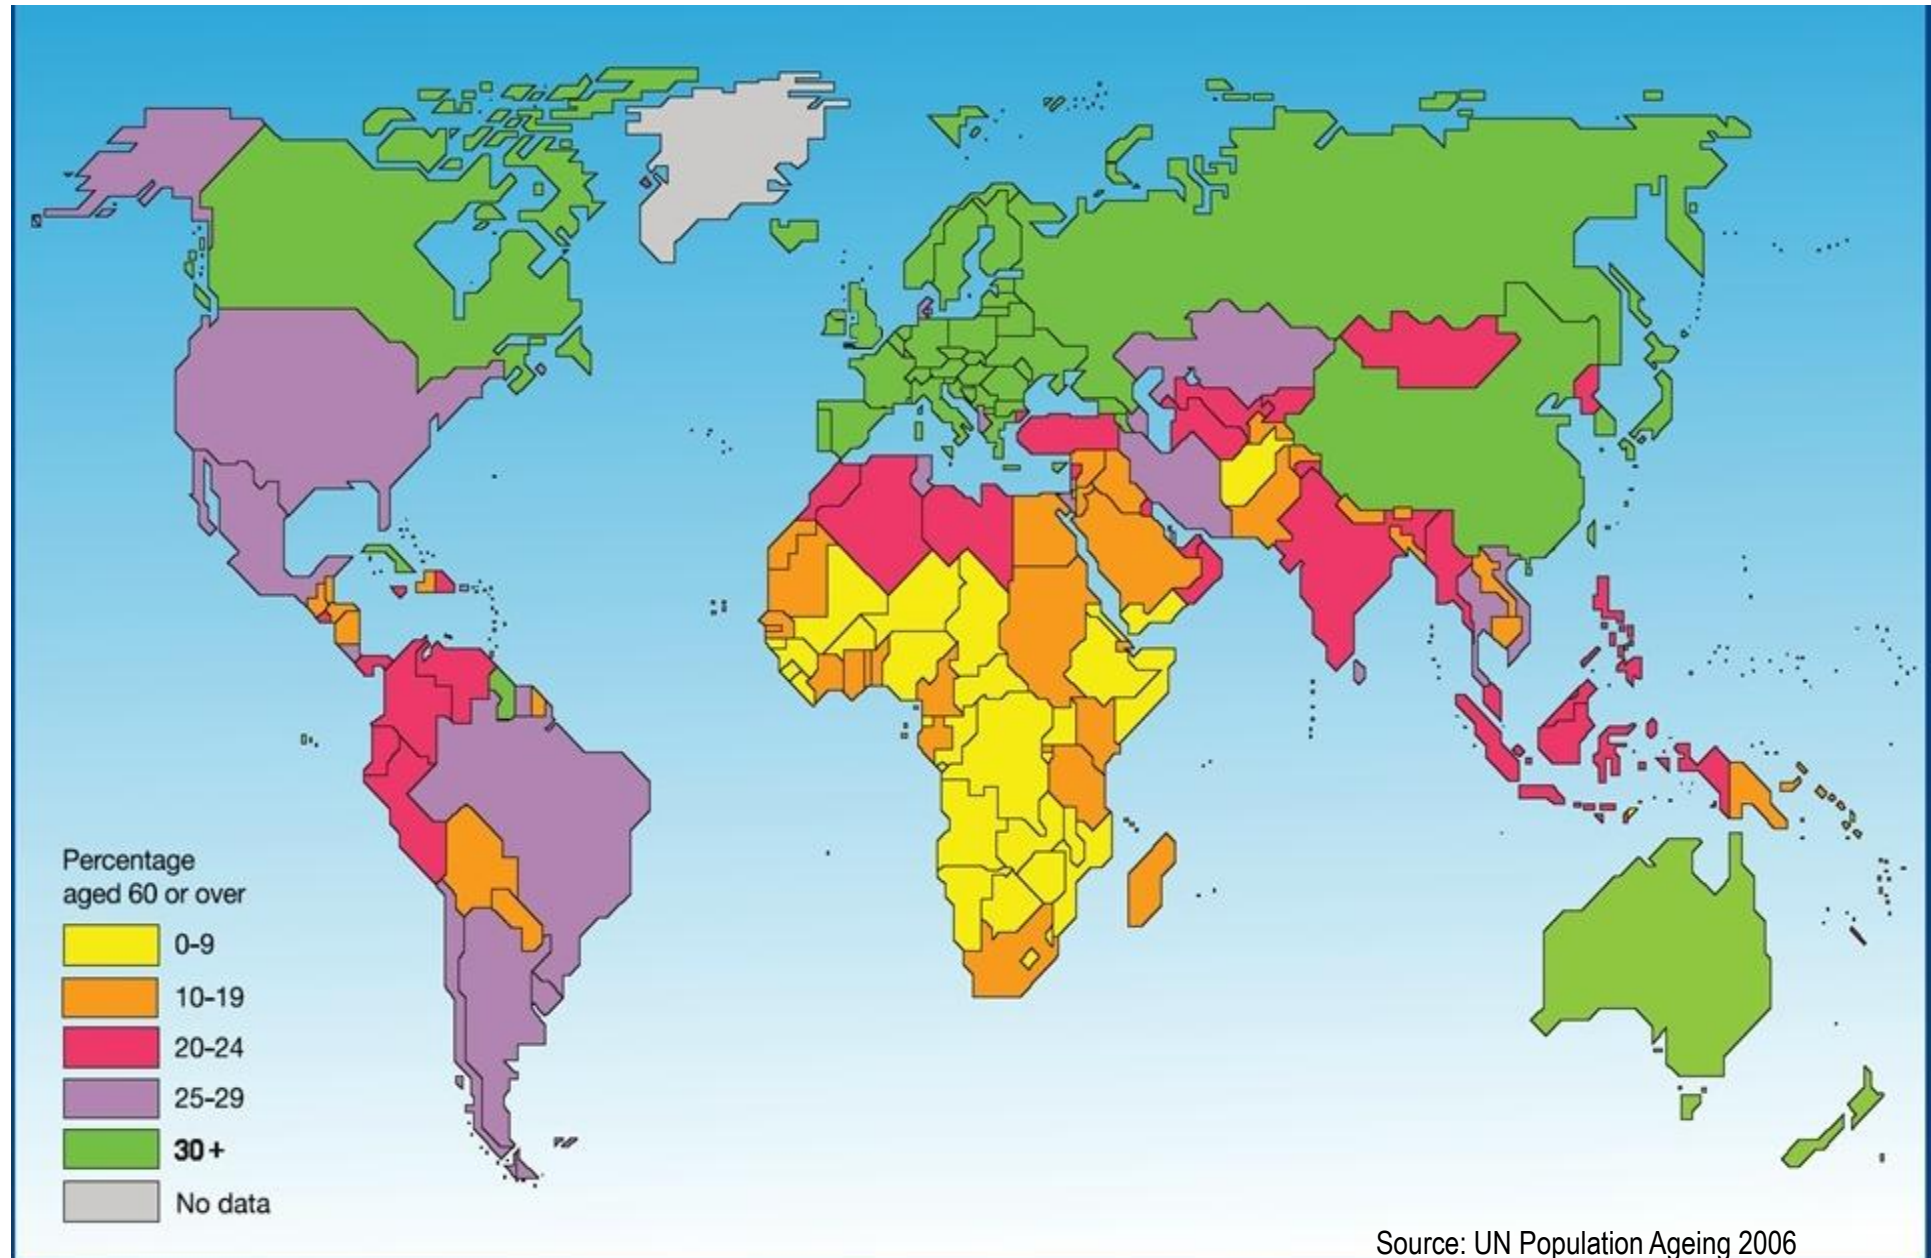 Percentage
aged 60 or over
0-9
10-19
20-24
25-29
30+
No data
Source: UN Population Ageing 2006